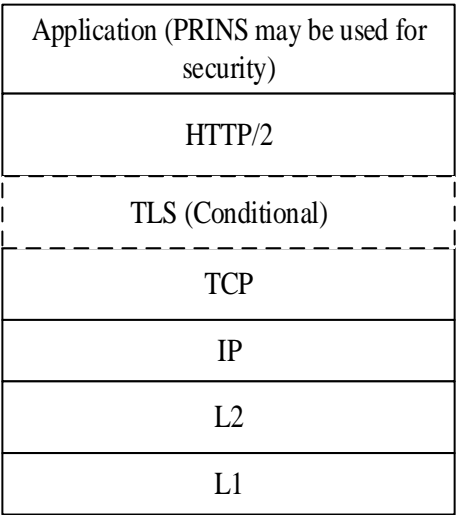 Application (PRINS may be used for
security)
HTTP/2
TLS (Conditional)
TCP
IP
L2
L1